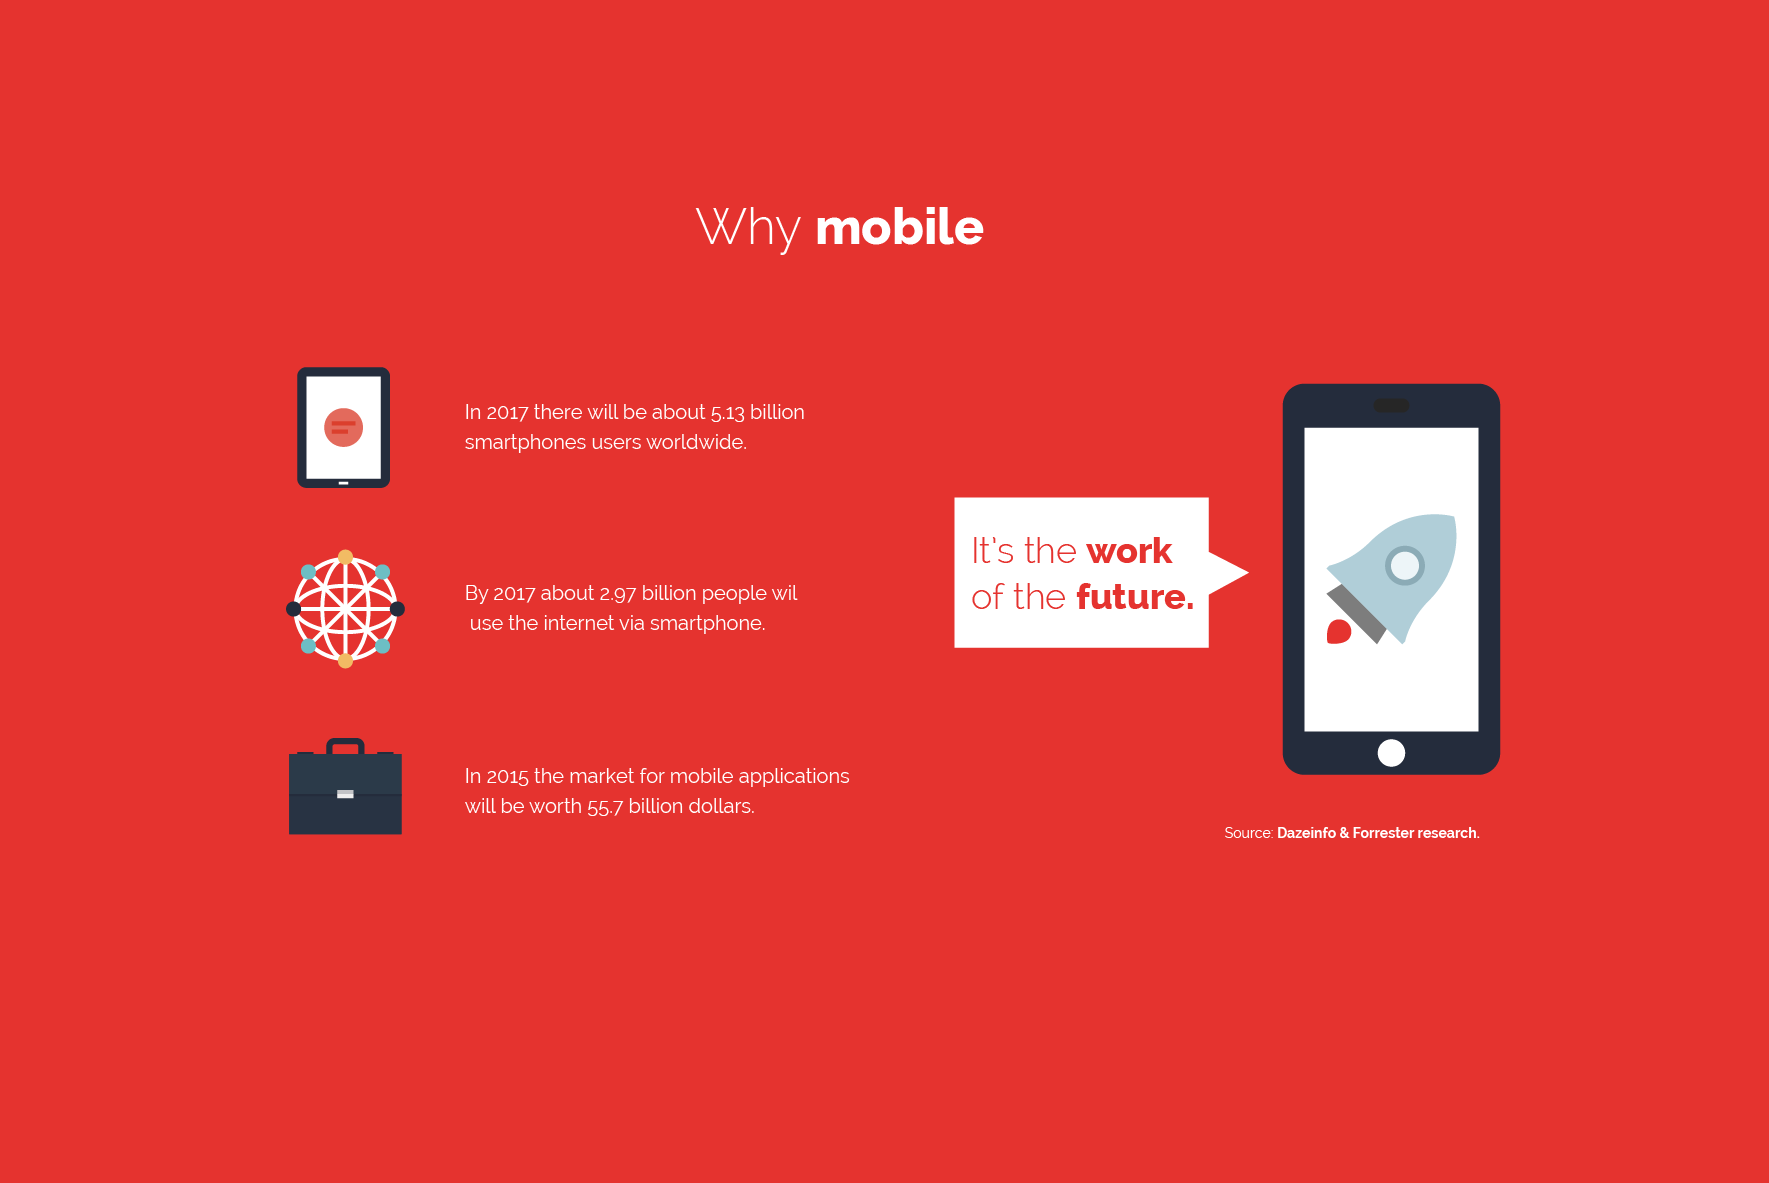 Why mobile
In 2017 there will be about 5.13 billion
smartphones users worldwide.
By 2017 about 2.97 billion people wil
use the internet via smartphone.
In 2015 the market for mobile applications
will be worth 55.7 billion dollars.
It's the work
of the future.
Source: Dazeinfo & Forrester research.